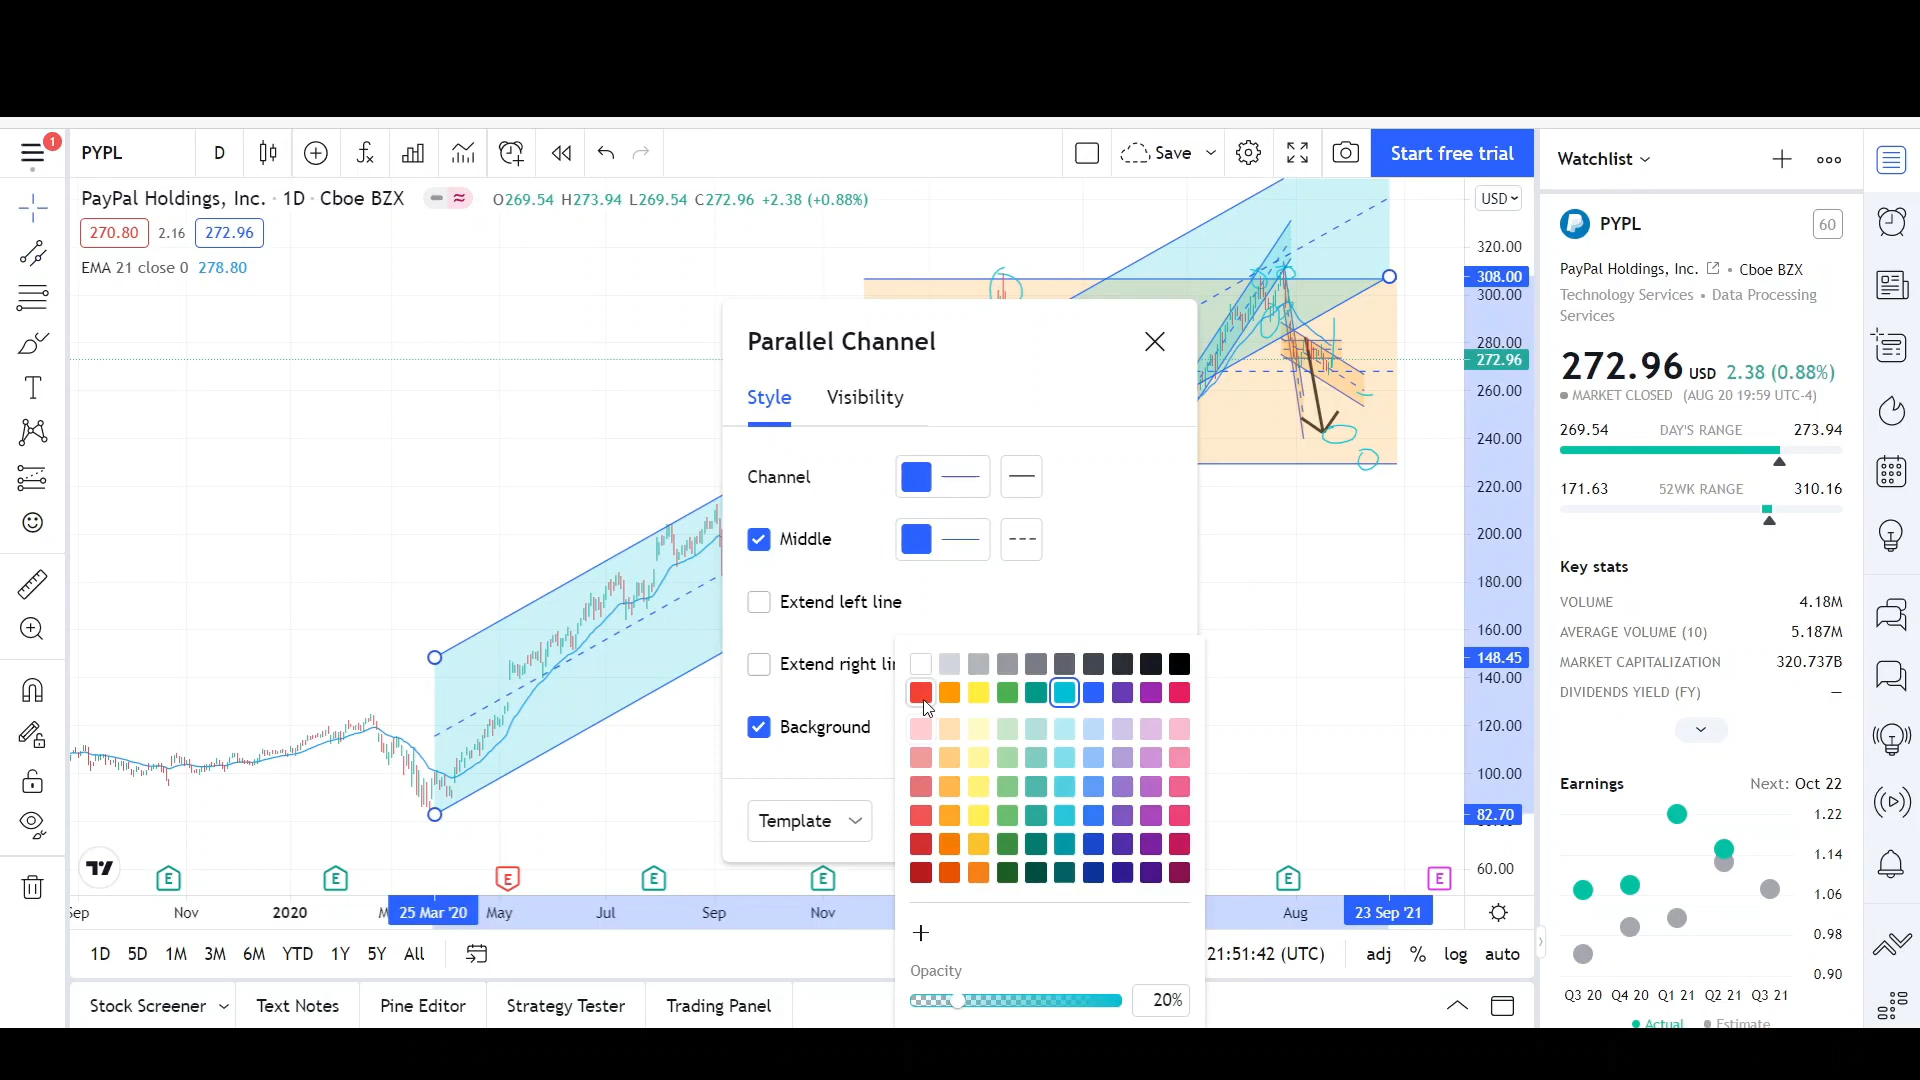 1
PYPL
D
Save
Start free trial
Watchlist
PayPal Holdings, Inc. · 1D · Cboe BZX
O269.54 H273.94 L269.54 C272.96 +2.38 (+0.88%)
USD
270.80
2.16
272.96
EMA 21 close 0 278.80
320.00
308.00
300.00
280.00
272.96
260.00
240.00
220.00
200.00
180.00
160.00
148.45
140.00
120.00
100.00
82.70
60.00
Parallel Channel
Style
Visibility
Channel
Middle
Extend left line
Extend right
Background
Template
Opacity
20%
E
E
E
E
E
E
E
Sep
Nov
2020
25 Mar '20
May
Jul
Sep
Nov
Aug
23 Sep '21
1D 5D 1M 3M 6M YTD 1Y 5Y All
21:51:42 (UTC)
adj % log auto
Stock Screener
Text Notes
Pine Editor
Strategy Tester
Trading Panel
PYPL
60
PayPal Holdings, Inc. • Cboe BZX
Technology Services • Data Processing
Services
272.96 USD 2.38 (0.88%)
MARKET CLOSED (AUG 20 19:59 UTC-4)
269.54 DAY'S RANGE 273.94
171.63 52WK RANGE 310.16
Key stats
VOLUME 4.18M
AVERAGE VOLUME (10) 5.187M
MARKET CAPITALIZATION 320.737B
DIVIDENDS YIELD (FY) —
Earnings Next: Oct 22
1.22
1.14
1.06
0.98
0.90
Q3 20 Q4 20 Q1 21 Q2 21 Q3 21
Actual Estimate